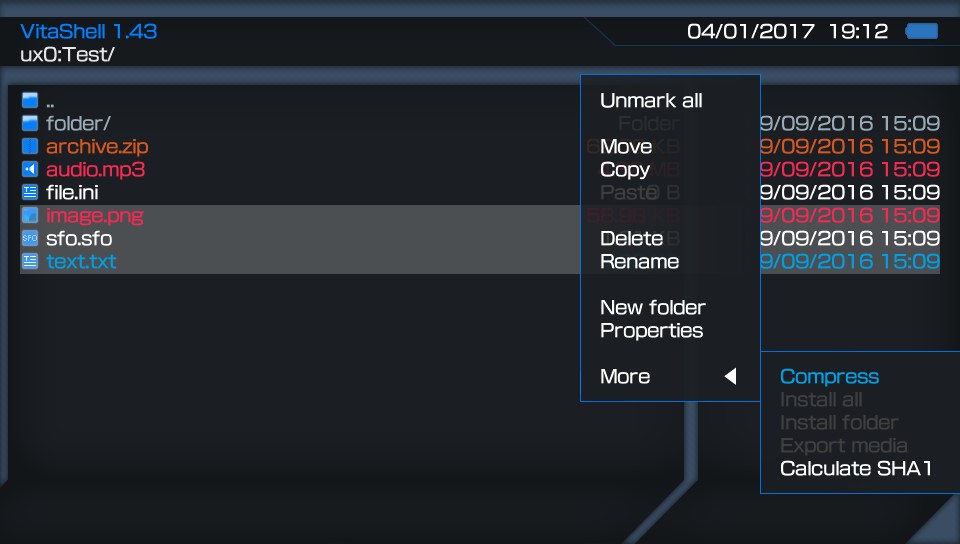 VitaShell 1.43
04/01/2017 19:12
ux0:Test/
..
folder/ Folder 9/09/2016 15:09
archive.zip KB 9/09/2016 15:09
audio.mp3 MB 9/09/2016 15:09
file.ini B 9/09/2016 15:09
image.png KB 9/09/2016 15:09
SFO sfo.sfo B 9/09/2016 15:09
text.txt 9/09/2016 15:09
Unmark all
Move
Copy
Paste
Delete
Rename
New folder
Properties
More
Compress
Install all
Install folder
Export media
Calculate SHA1